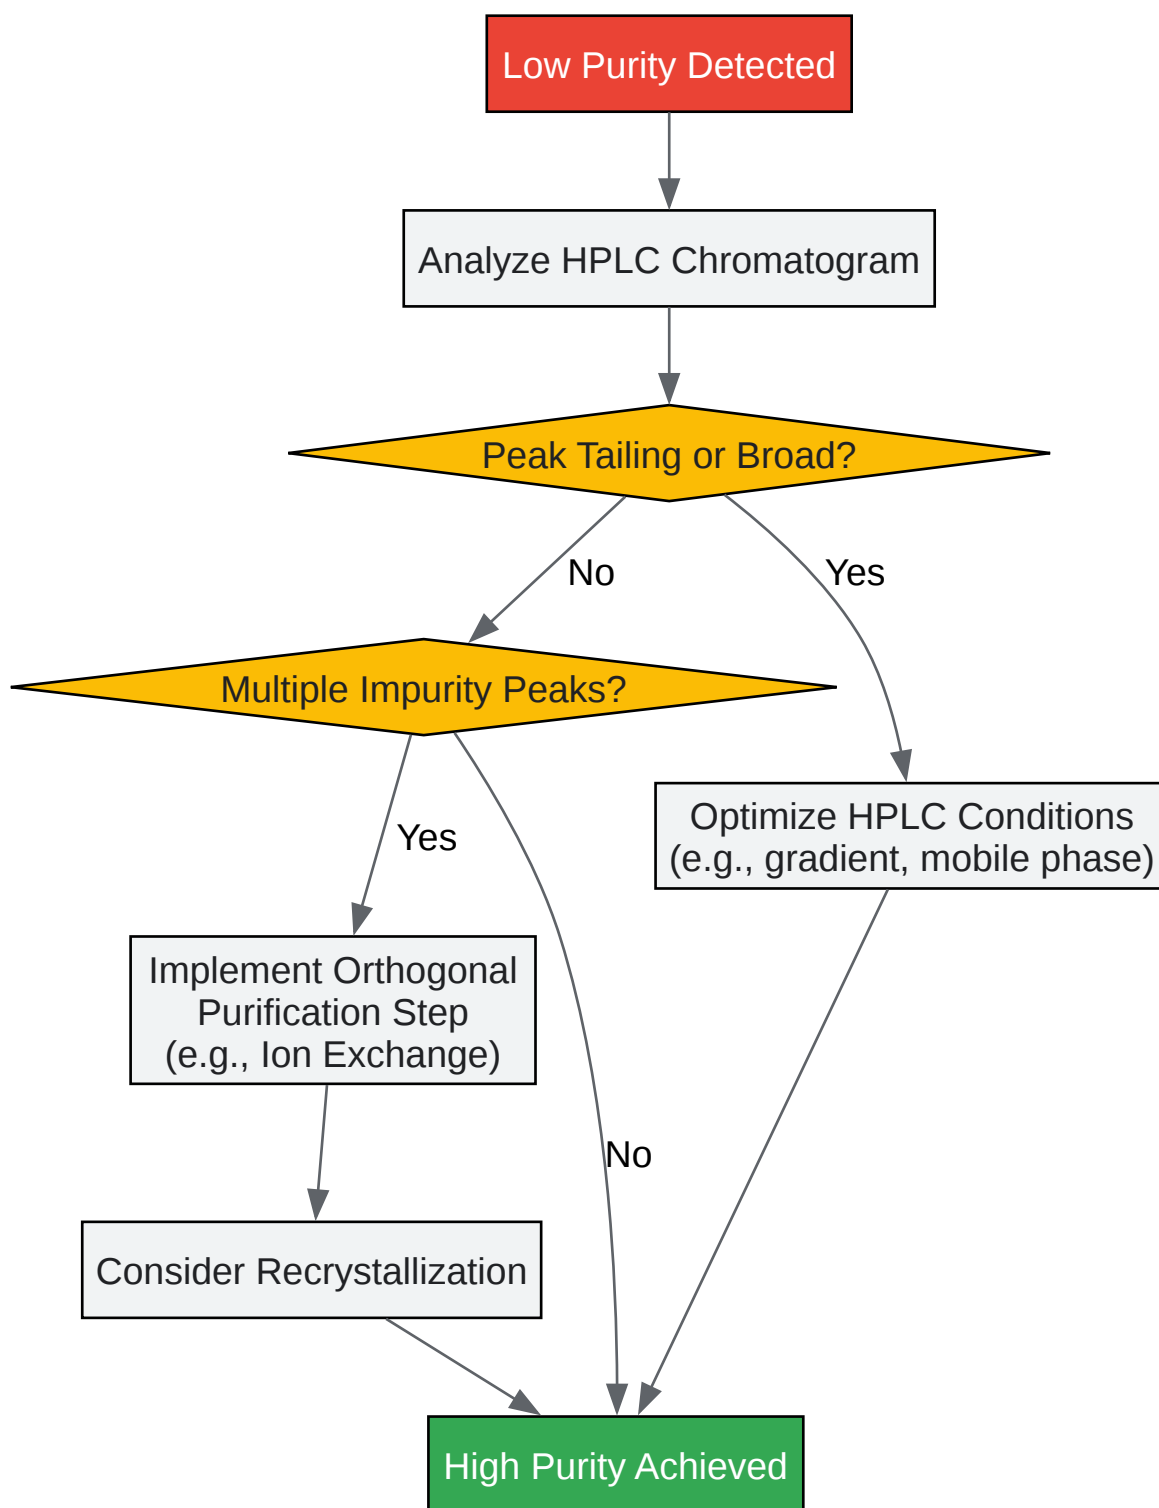 Low Purity Detected
Analyze HPLC Chromatogram
Peak Tailing or Broad?
No
Yes
Multiple Impurity Peaks?
Optimize HPLC Conditions
(e.g., gradient, mobile phase)
Yes
Implement Orthogonal
Purification Step
(e.g., Ion Exchange)
No
Consider Recrystallization
High Purity Achieved